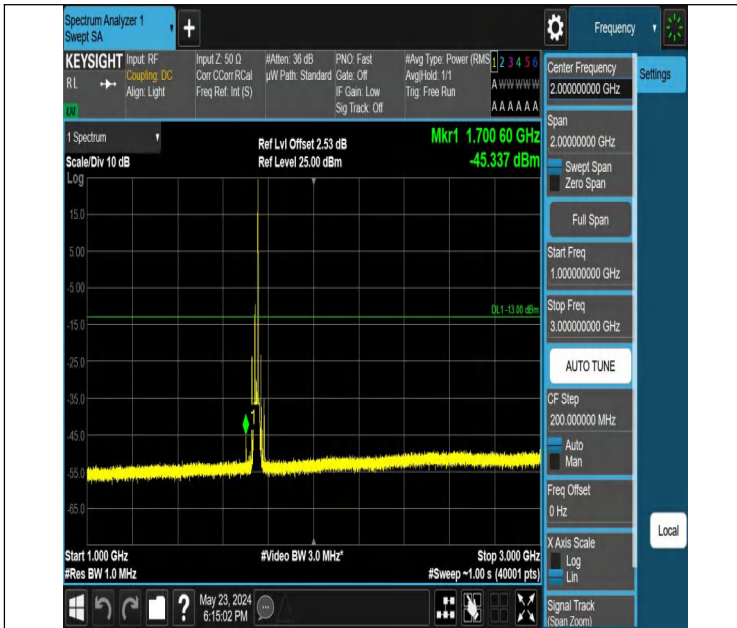 Spectrum Analyzer 1
Swept SA
+
Frequency
KEYSIGHT
RL
LXI
Input: RF
Coupling: DC
Align: Light
Input Z: 50 Ω
Corr CCorr RCal
Freq Ref: Int (S)
#Atten: 36 dB
µW Path: Standard
PNO: Fast
Gate: Off
IF Gain: Low
Sig Track: Off
#Avg Type: Power (RMS
Avg|Hold: 1/1
Trig: Free Run
1 2 3 4 5 6
A W W W W W
A A A A A A
1 Spectrum
Scale/Div 10 dB
Ref Lvl Offset 2.53 dB
Ref Level 25.00 dBm
Mkr1 1.700 60 GHz
-45.337 dBm
Log
15.0
5.00
-5.00
DL1 -13.00 dBm
-15.0
-25.0
-35.0
1
-45.0
-55.0
-65.0
Start 1.000 GHz
#Video BW 3.0 MHz*
Stop 3.000 GHz
#Res BW 1.0 MHz
#Sweep ~1.00 s (40001 pts)
?
May 23, 2024
6:15:02 PM
Center Frequency
2.000000000 GHz
Settings
Span
2.00000000 GHz
Swept Span
Zero Span
Full Span
Start Freq
1.000000000 GHz
Stop Freq
3.000000000 GHz
AUTO TUNE
CF Step
200.000000 MHz
Auto
Man
Freq Offset
0 Hz
Local
X Axis Scale
Log
Lin
Signal Track
(Span Zoom)